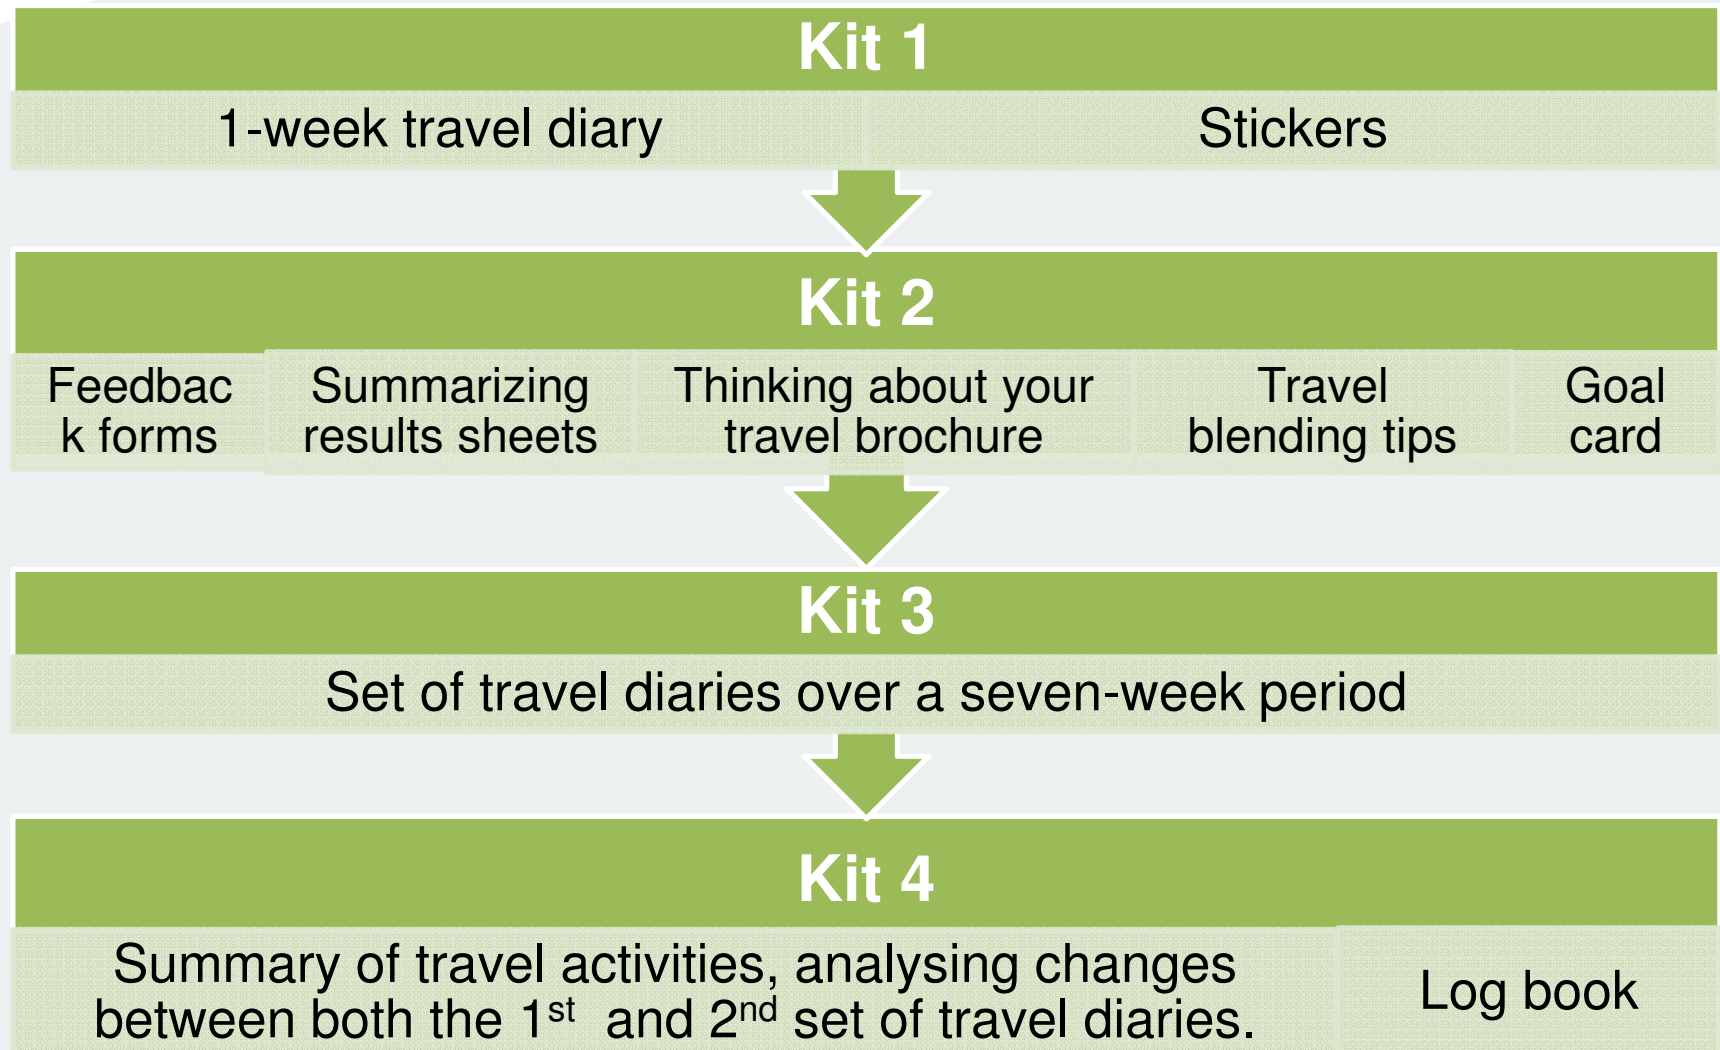 Kit 1
1-week travel diary
Stickers
Kit 2
Feedbac
k forms
Summarizing
results sheets
Thinking about your
travel brochure
Travel
blending tips
Goal
card
Kit 3
Set of travel diaries over a seven-week period
Kit 4
Summary of travel activities, analysing changes
between both the 1st and 2nd set of travel diaries.
Log book